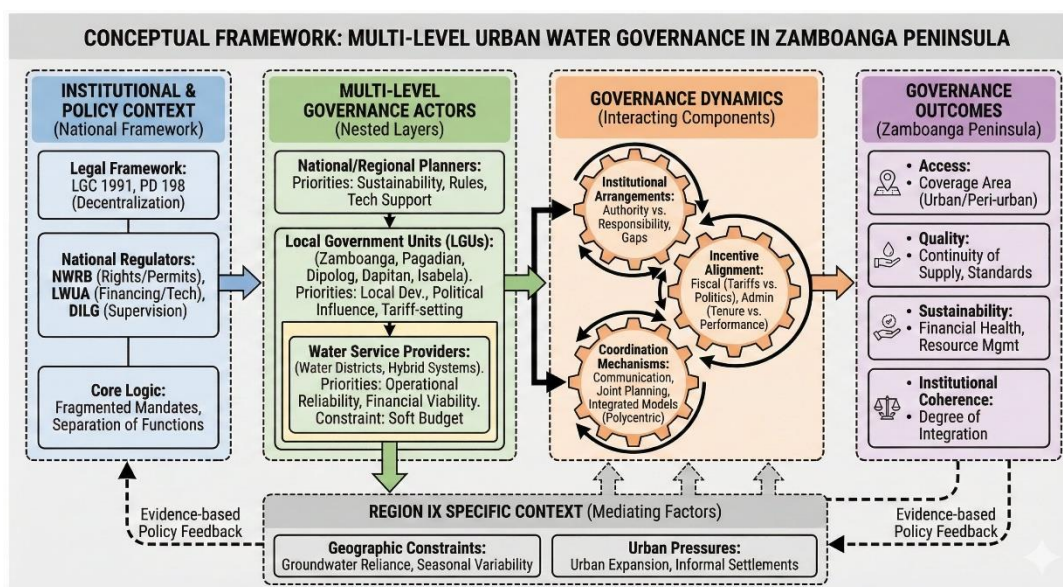 CONCEPTUAL FRAMEWORK: MULTI-LEVEL URBAN WATER GOVERNANCE IN ZAMBOANGA PENINSULA
INSTITUTIONAL &
POLICY CONTEXT
(National Framework)
Legal Framework:
LGC 1991, PD 198
(Decentralization)
National Regulators:
NWRB (Rights/Permits),
LWUA (Financing/Tech),
DILG (Supervision)
Core Logic:
Fragmented Mandates,
Separation of Functions
MULTI-LEVEL
GOVERNANCE ACTORS
(Nested Layers)
National/Regional Planners:
Priorities: Sustainability, Rules,
Tech Support
Local Government Units (LGUs):
(Zamboanga, Pagadian,
Dipolog, Dapitan, Isabela).
Priorities: Local Dev., Political
Influence, Tariff-setting
Water Service Providers:
(Water Districts, Hybrid Systems).
Priorities: Operational
Reliability, Financial Viability.
Constraint: Soft Budget
GOVERNANCE DYNAMICS
(Interacting Components)
Institutional
Arrangements:
Authority vs.
Responsibility,
Gaps
Incentive
Alignment:
Fiscal (Tariffs vs.
Politics), Admin
(Tenure vs.
Performance)
Coordination
Mechanisms:
Communication,
Joint Planning,
Integrated Models
(Polycentric)
GOVERNANCE
OUTCOMES
(Zamboanga Peninsula)
• Access:
• Coverage Area
(Urban/Peri-urban)
• Quality:
• Continuity of
Supply, Standards
• Sustainability:
• Financial Health,
Resource Mgmt
• Institutional
Coherence:
• Degree of
Integration
Evidence-based
Policy Feedback
REGION IX SPECIFIC CONTEXT (Mediating Factors)
Geographic Constraints:
Groundwater Reliance, Seasonal Variability
Urban Pressures:
Urban Expansion, Informal Settlements
Evidence-based
Policy Feedback